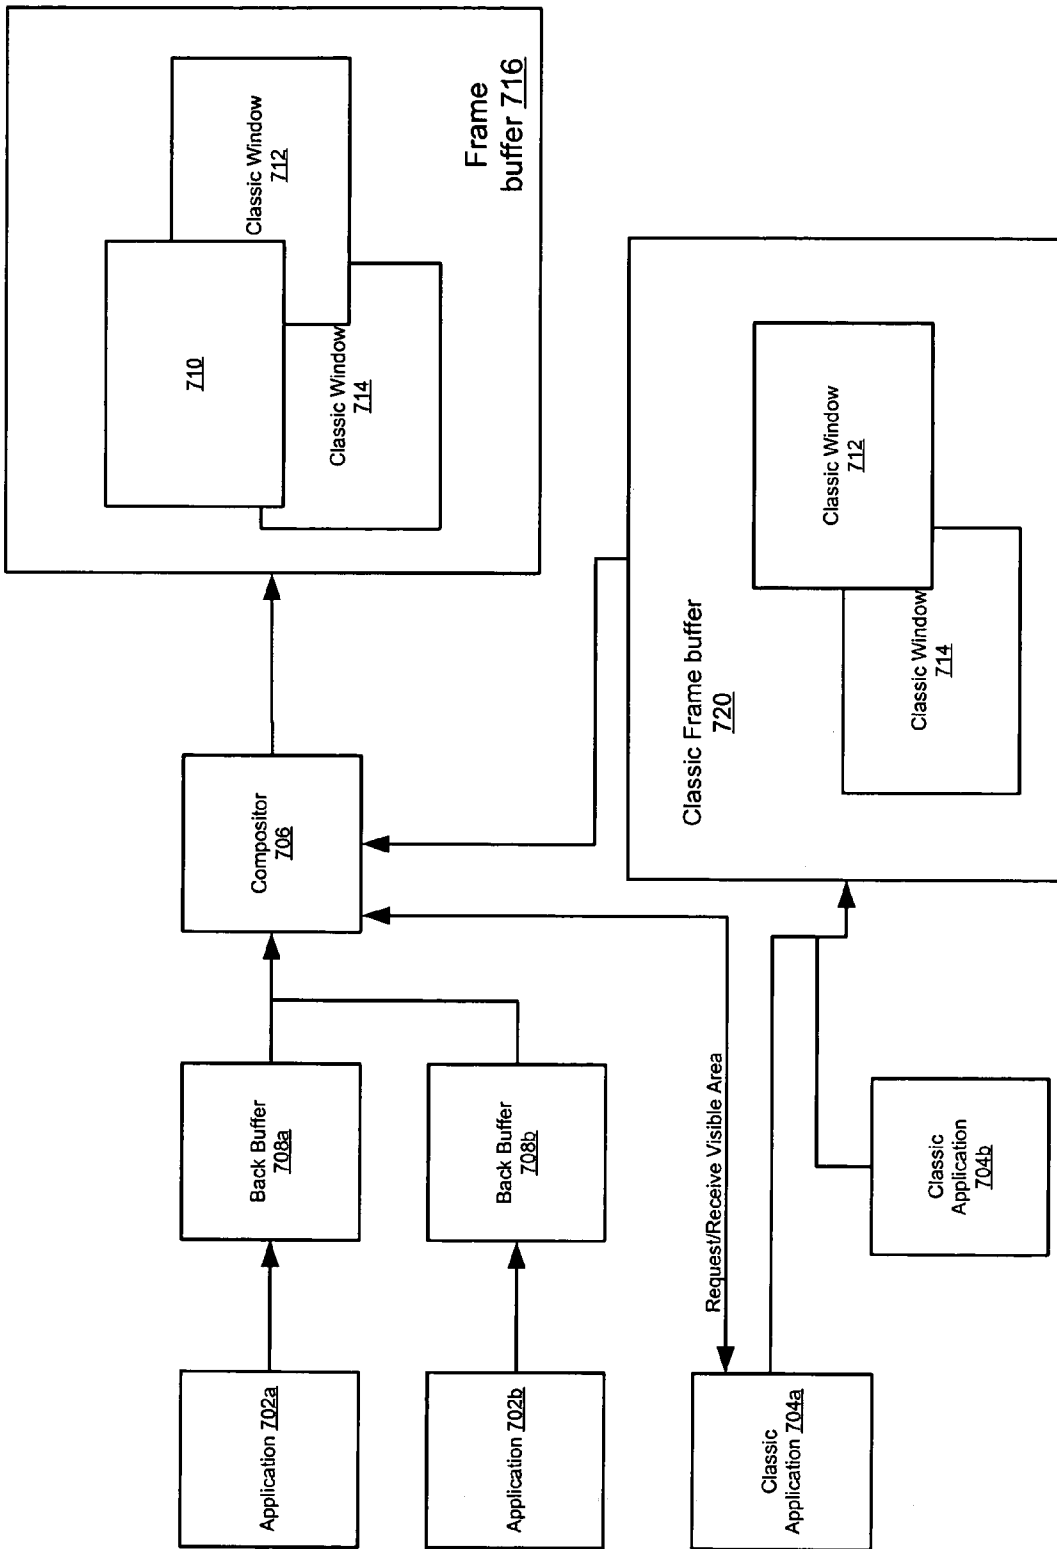 Application 702a
Back Buffer
708a
Compositor
706
710
Classic Window
712
Classic Window
714
Frame
buffer 716
Application 702b
Back Buffer
708b
Request/Receive Visible Area
Classic
Application 704a
Classic
Application
704b
Classic Frame buffer
720
Classic Window
712
Classic Window
714